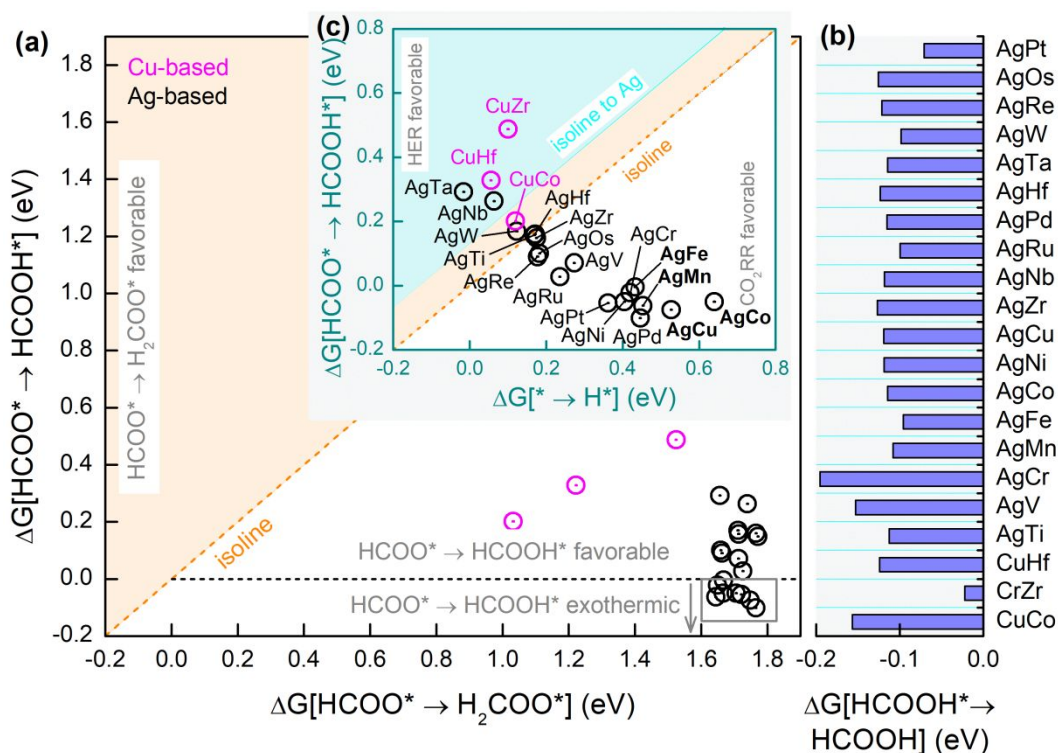 (a)
Cu-based
Ag-based
HCOO* → H₂COO* favorable
isoline
HCOO* → HCOOH* favorable
HCOO* → HCOOH* exothermic
ΔG[HCOO* → HCOOH*] (eV)
1.8
1.6
1.4
1.2
1.0
0.8
0.6
0.4
0.2
0.0
-0.2
-0.2 0.0 0.2 0.4 0.6 0.8 1.0 1.2 1.4 1.6 1.8
ΔG[HCOO* → H₂COO*] (eV)
(c)
ΔG[HCOO* → HCOOH*] (eV)
0.8
0.6
0.4
0.2
0.0
-0.2
-0.2 0.0 0.2 0.4 0.6 0.8
ΔG[* → H*] (eV)
HER favorable
isoline to Ag
isoline
CO₂RR favorable
CuZr
CuHf
CuCo
AgTa
AgNb
AgW
AgTi
AgRe
AgRu
AgHf
AgZr
AgOs
AgV
AgCr
AgFe
AgMn
AgPt
AgNi
AgPd
AgCu
AgCo
(b)
AgPt
AgOs
AgRe
AgW
AgTa
AgHf
AgPd
AgRu
AgNb
AgZr
AgCu
AgNi
AgCo
AgFe
AgMn
AgCr
AgV
AgTi
CuHf
CrZr
CuCo
-0.1 0.0
ΔG[HCOOH* →
HCOOH] (eV)